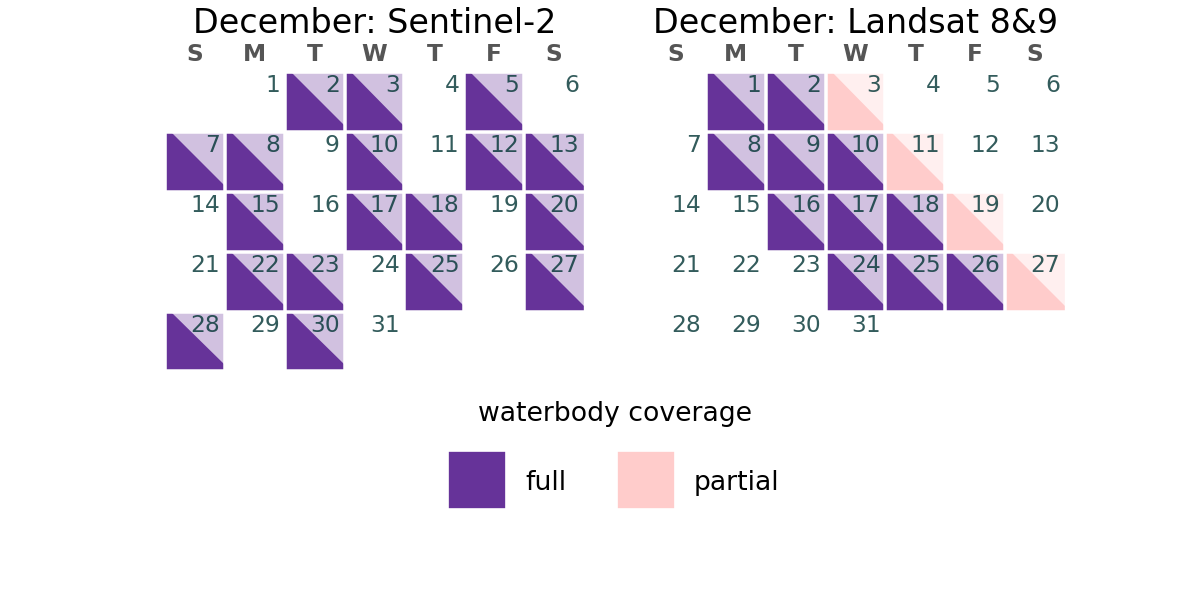 December: Sentinel-2
S M T W T F S
1 2 3 4 5 6
7 8 9 10 11 12 13
14 15 16 17 18 19 20
21 22 23 24 25 26 27
28 29 30 31
December: Landsat 8&9
S M T W T F S
1 2 3 4 5 6
7 8 9 10 11 12 13
14 15 16 17 18 19 20
21 22 23 24 25 26 27
28 29 30 31
waterbody coverage
full partial